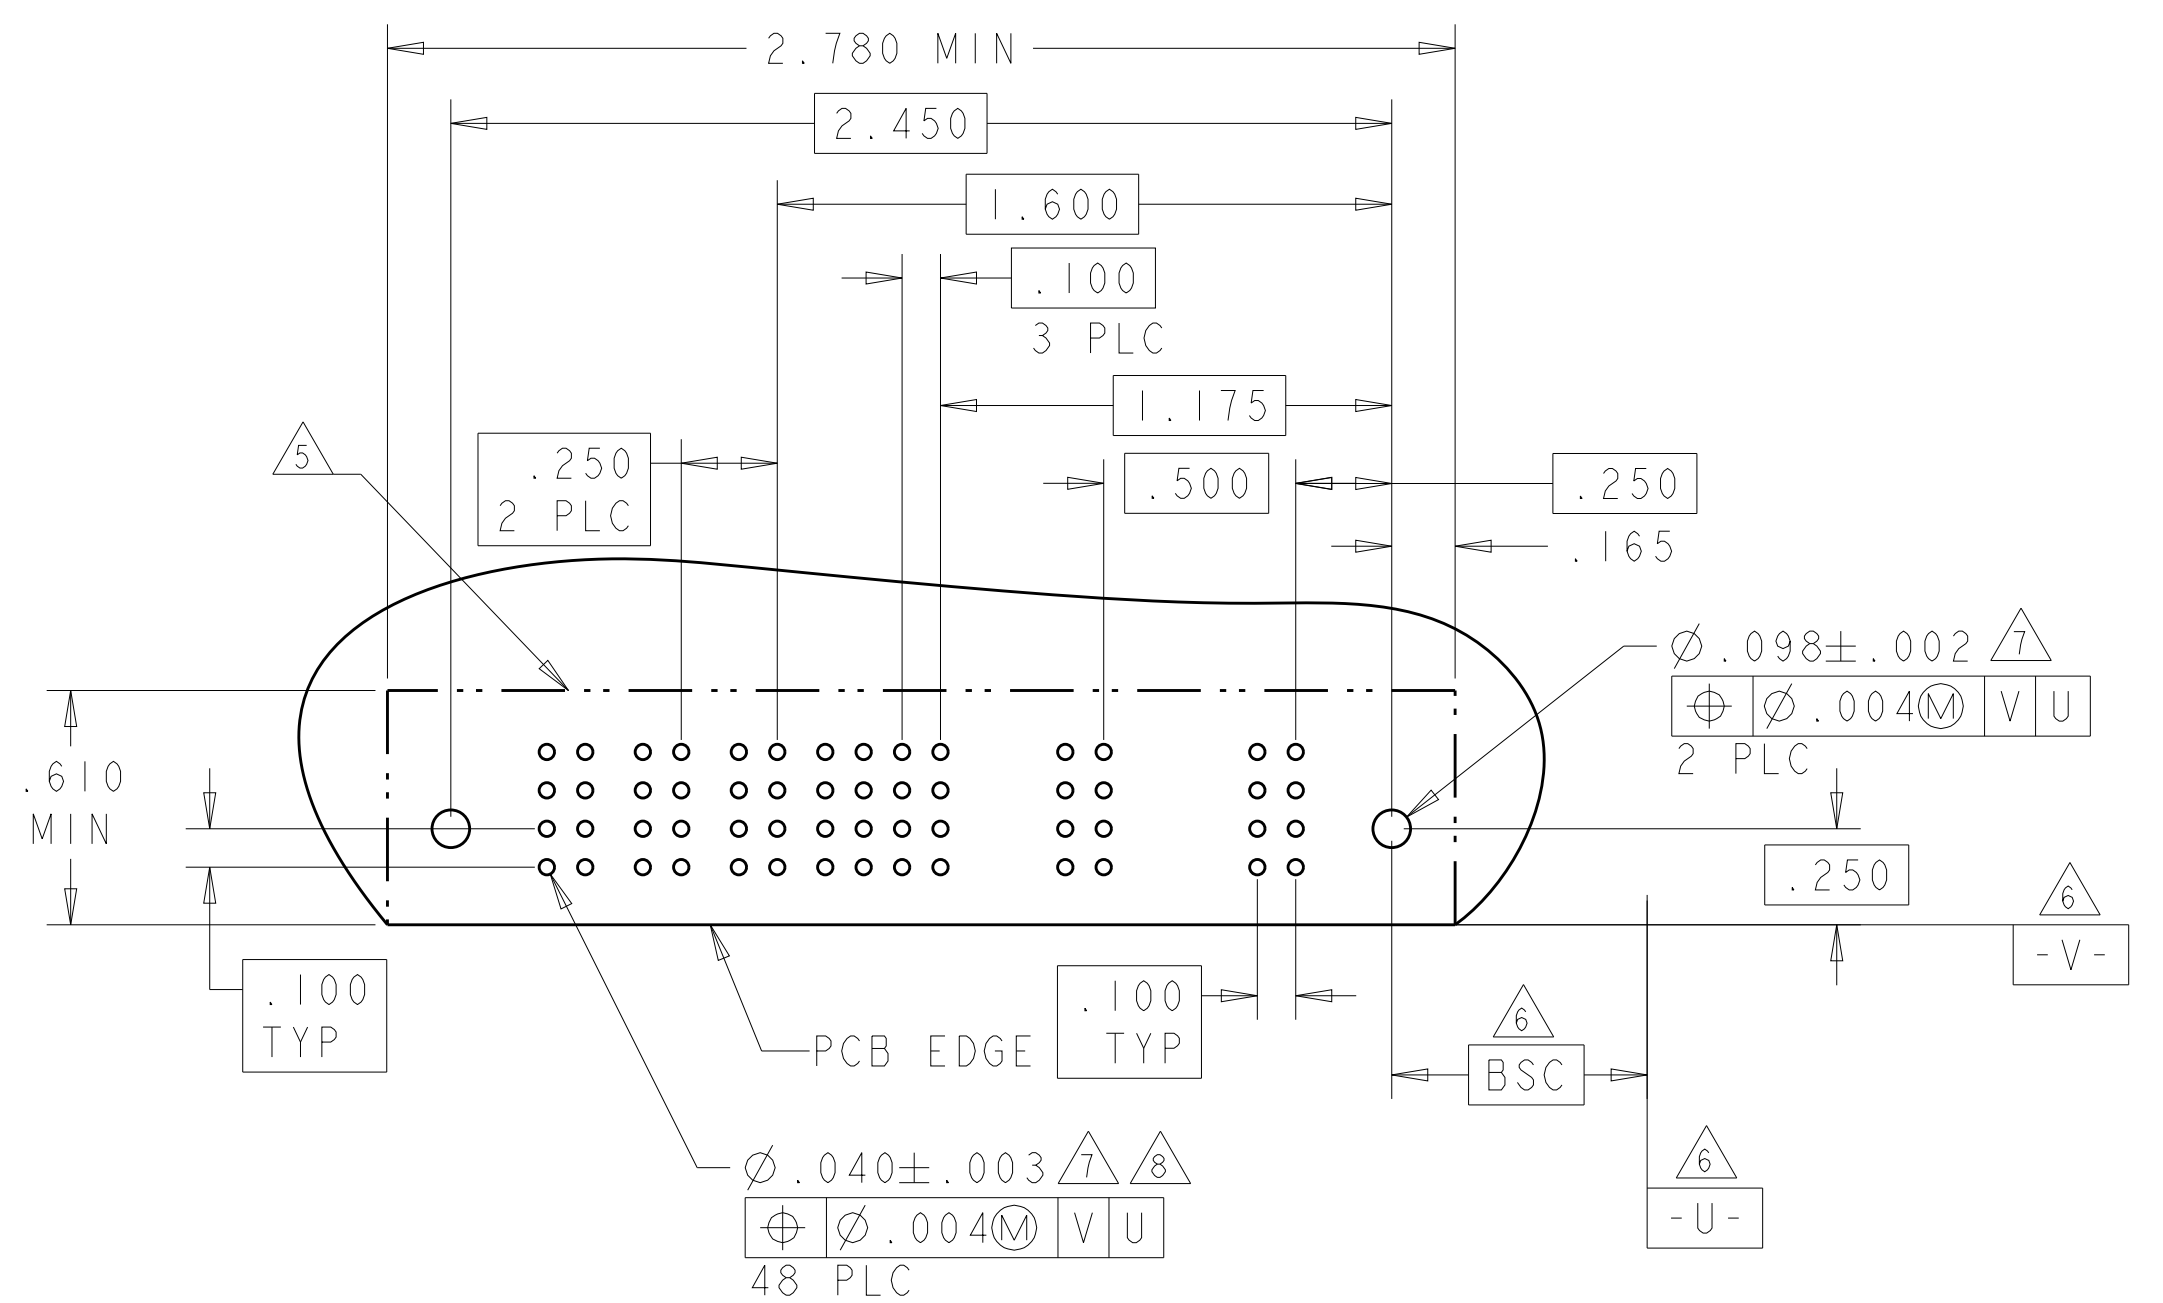 2.780 MIN
2.450
1.600
.100
3 PLC
1.175
5
.250
2 PLC
.500
.250
.165
Ø.098±.002 7
⌖ Ø.004Ⓜ V U
2 PLC
.610
MIN
.250
6
-V-
.100
TYP
.100
TYP
PCB EDGE
6
BSC
6
-U-
Ø.040±.003 7 8
⌖ Ø.004Ⓜ V U
48 PLC